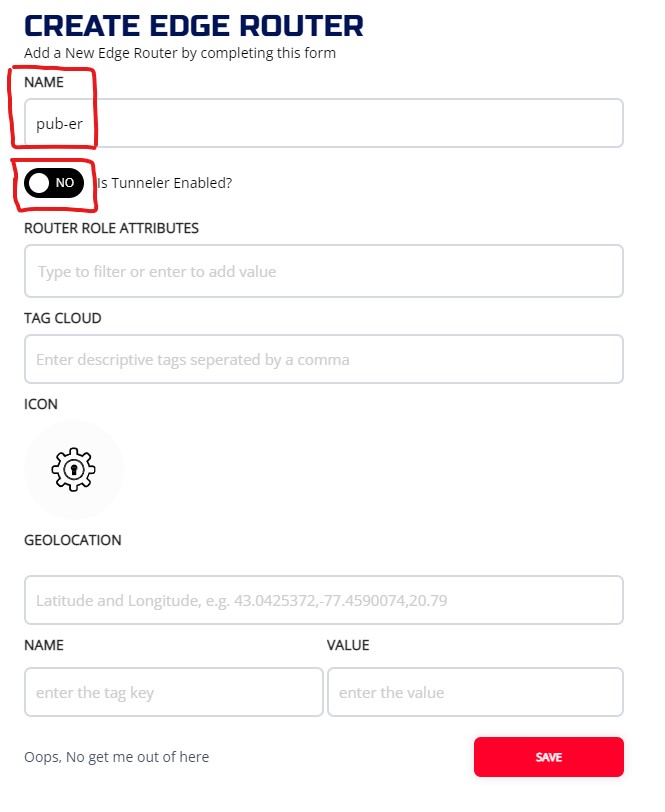 CREATE EDGE ROUTER
Add a New Edge Router by completing this form
NAME
pub-er
NO Is Tunneler Enabled?
ROUTER ROLE ATTRIBUTES
Type to filter or enter to add value
TAG CLOUD
Enter descriptive tags seperated by a comma
ICON
GEOLOCATION
Latitude and Longitude, e.g. 43.0425372,-77.4590074,20.79
NAME VALUE
enter the tag key enter the value
Oops, No get me out of here SAVE